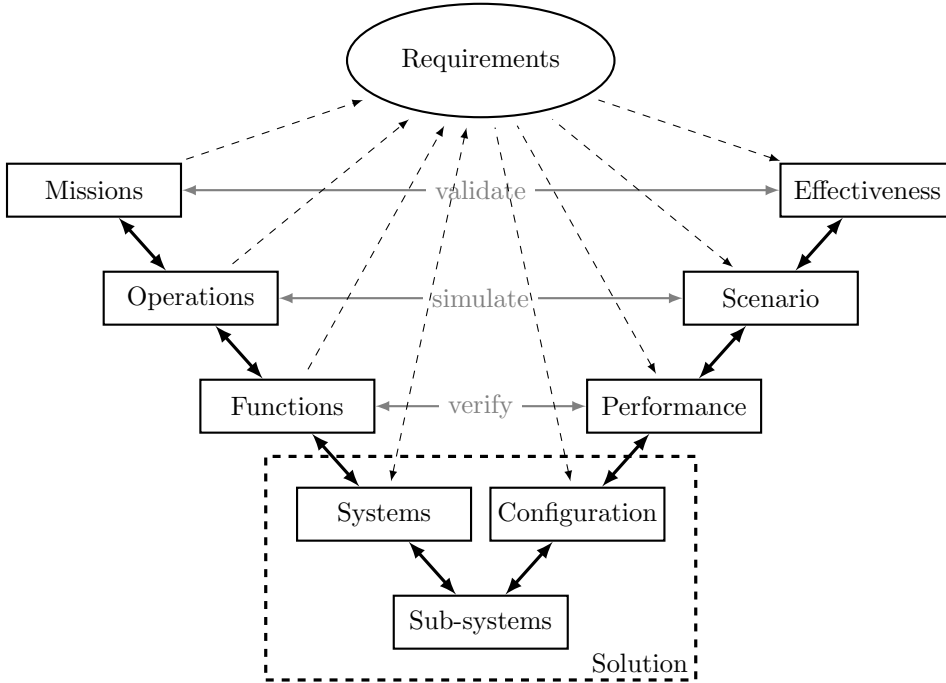 Requirements
Missions
validate
Effectiveness
Operations
simulate
Scenario
Functions
verify
Performance
Systems
Configuration
Sub-systems
Solution